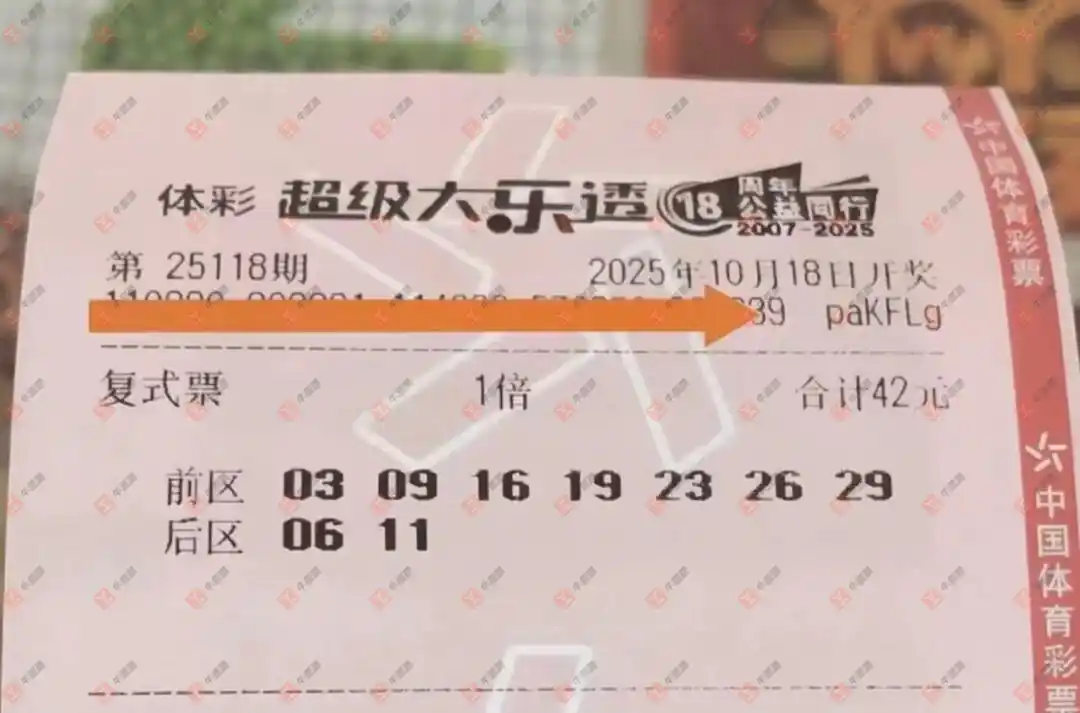 体彩 超级大乐透 18周年公益同行 2007-2025
第 25118期 2025年10月18日开奖
39 paKFLg
复式票 1倍 合计42元
前区 03 09 16 19 23 26 29
后区 06 11
中国体育彩票
中国体育彩票